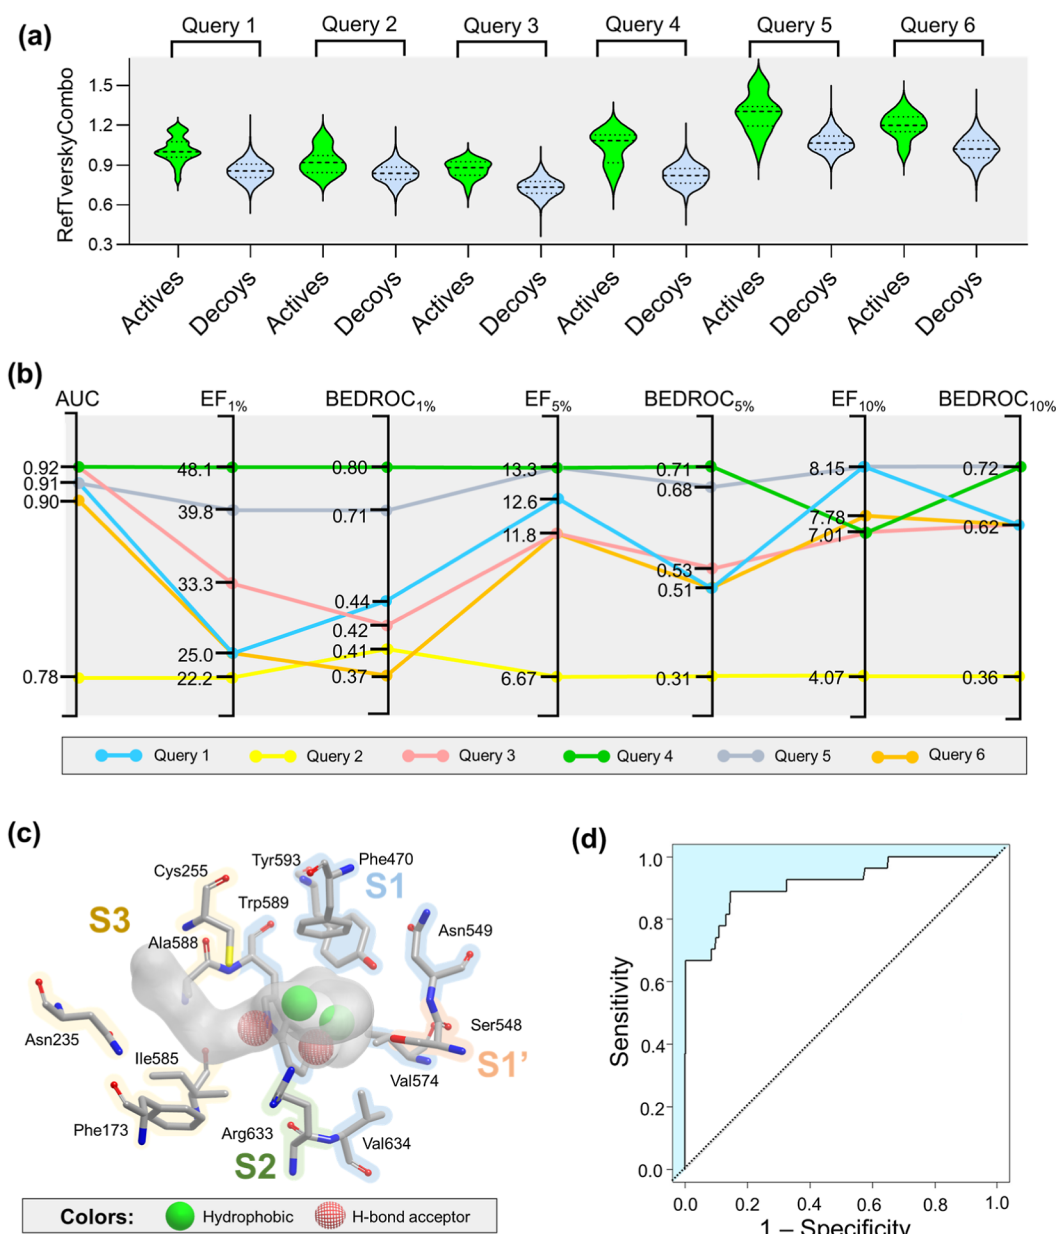 (a)
Query 1
Query 2
Query 3
Query 4
Query 5
Query 6
RefTverskyCombo
1.5
1.2
0.9
0.6
0.3
Actives
Decoys
Actives
Decoys
Actives
Decoys
Actives
Decoys
Actives
Decoys
Actives
Decoys
(b)
AUC
EF1%
BEDROC1%
EF5%
BEDROC5%
EF10%
BEDROC10%
0.92
48.1
0.80
13.3
0.71
8.15
0.72
0.91
39.8
0.71
12.6
0.68
7.78
0.62
0.90
33.3
0.44
11.8
0.53
7.01
0.36
0.78
25.0
0.42
6.67
0.51
4.07
22.2
0.41
0.31
0.37
Query 1
Query 2
Query 3
Query 4
Query 5
Query 6
(c)
Tyr593
Phe470
Cys255
S1
Trp589
S3
Asn549
Ala588
Ser548
Asn235
Ile585
S1’
Val574
Phe173
Arg633
Val634
S2
Colors:
Hydrophobic
H-bond acceptor
(d)
Sensitivity
1.0
0.8
0.6
0.4
0.2
0.0
0.0
0.2
0.4
0.6
0.8
1.0
1 – Specificity